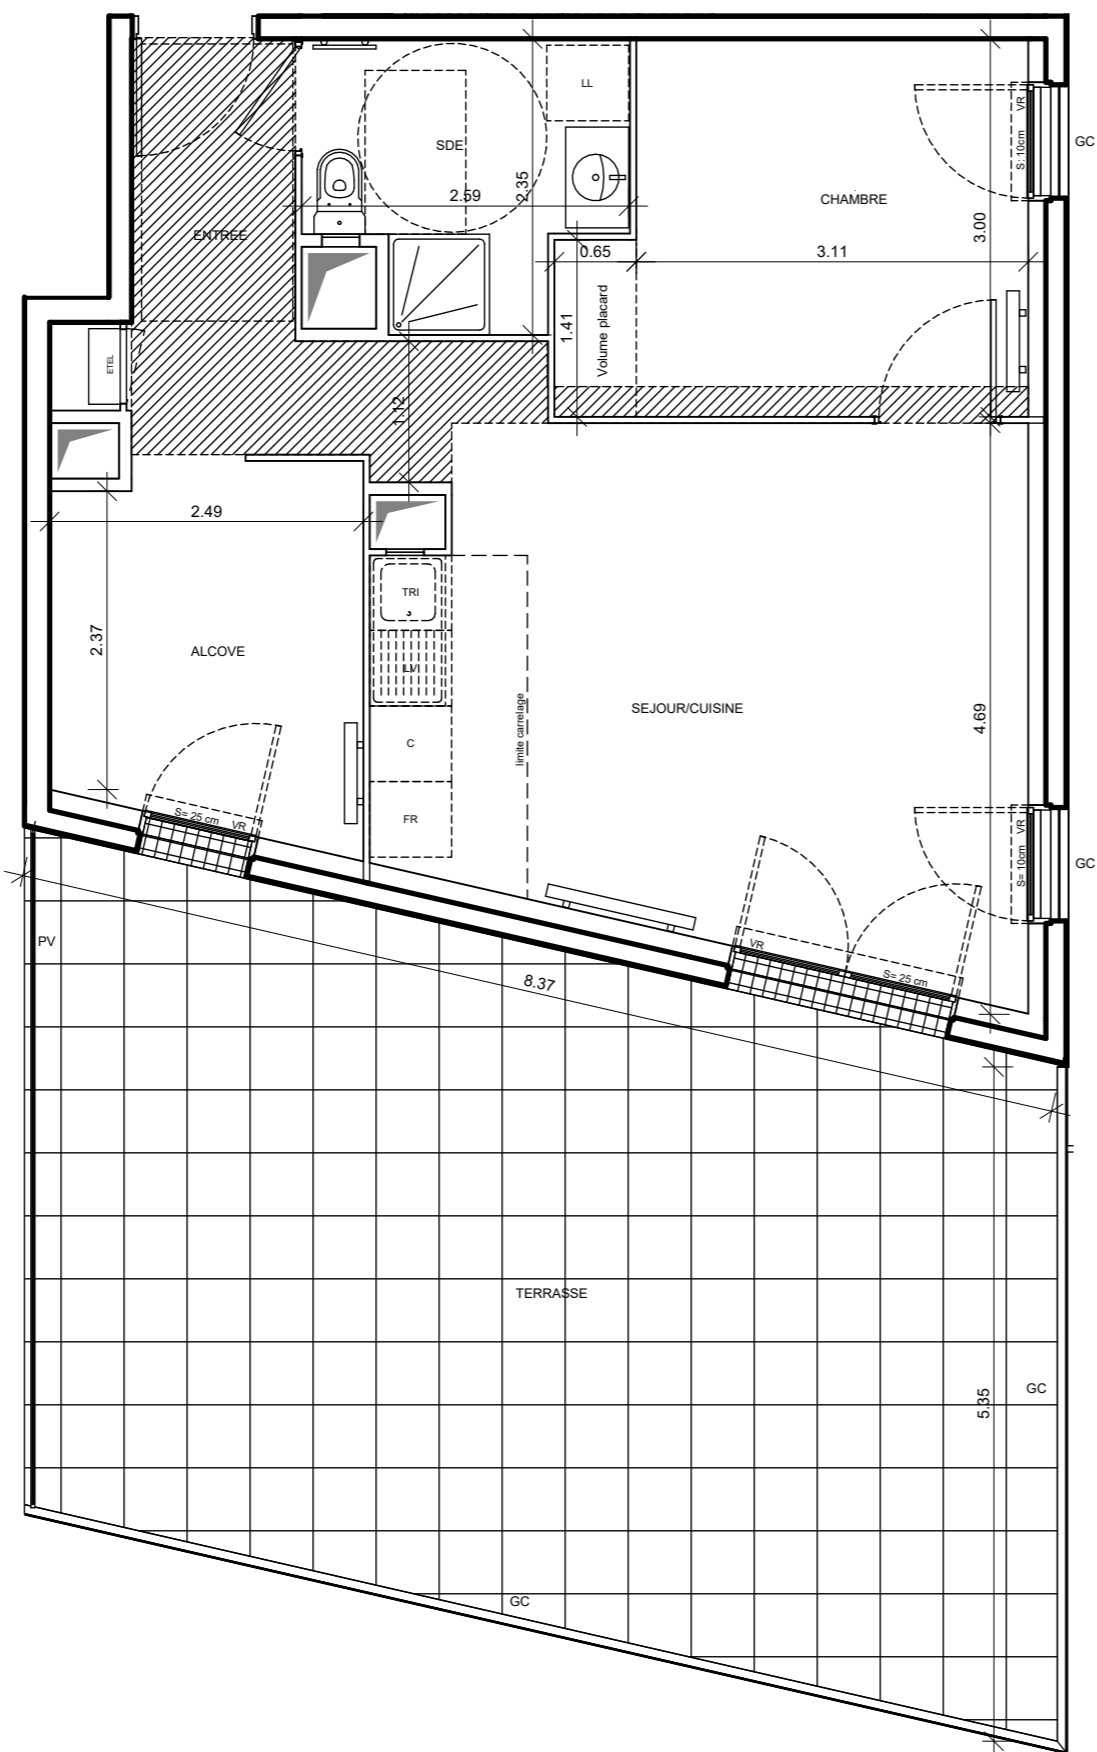 LL
VR
S: 10cm
GC
SDE
2.59
2.35
CHAMBRE
3.00
ENTREE
0.65
3.11
1.41
Volume placard
ETEL
1.12
2.49
TRI
2.37
ALCOVE
LV
SEJOUR/CUISINE
limite carrelage
4.69
C
S= 25 cm
VR
FR
VR
S= 10cm
GC
PV
VR
S= 25 cm
8.37
TERRASSE
5.35
GC
GC